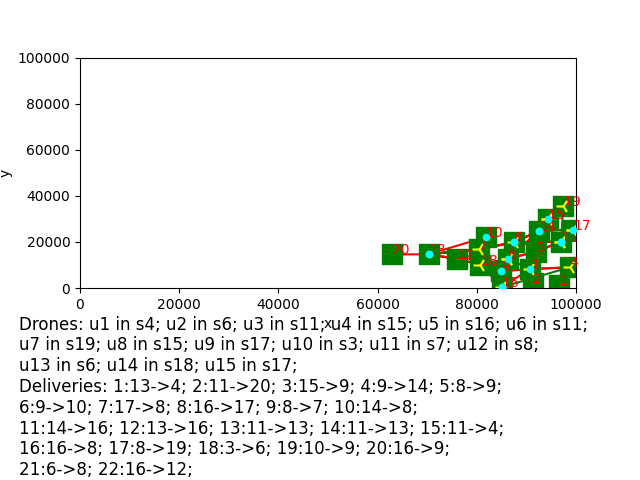 100000
80000
60000
40000
20000
0
y
19
17
10
20
0 20000 40000 60000 80000 100000
x
Drones: u1 in s4; u2 in s6; u3 in s11; u4 in s15; u5 in s16; u6 in s11;
u7 in s19; u8 in s15; u9 in s17; u10 in s3; u11 in s7; u12 in s8;
u13 in s6; u14 in s18; u15 in s17;
Deliveries: 1:13->4; 2:11->20; 3:15->9; 4:9->14; 5:8->9;
6:9->10; 7:17->8; 8:16->17; 9:8->7; 10:14->8;
11:14->16; 12:13->16; 13:11->13; 14:11->13; 15:11->4;
16:16->8; 17:8->19; 18:3->6; 19:10->9; 20:16->9;
21:6->8; 22:16->12;